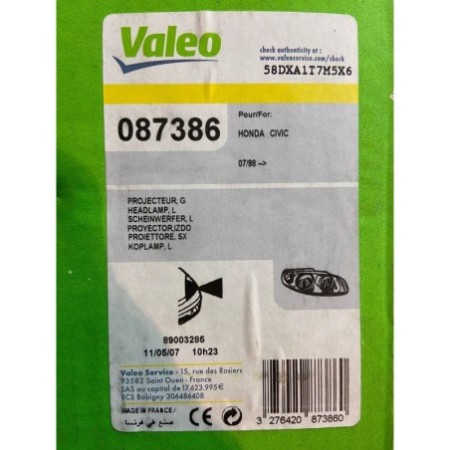 Valeo
check authenticity at :
www.valeoservice.com/check
58DXA1T7M5X6
087386
Pour/For:
HONDA CIVIC
07/98 -->
PROJECTEUR, G
HEADLAMP, L
SCHEINWERFER, L
PROYECTOR,IZDO
PROIETTORE, SX
KOPLAMP, L
89003285
11/05/07 10h23
Valeo Service - 15, rue des Rosiers
93582 Saint Ouen - France
SAS au capital de 17.623.995€
RCS Bobigny 306486408
MADE IN FRANCE / صنع في فرنسا
3 276420 873860